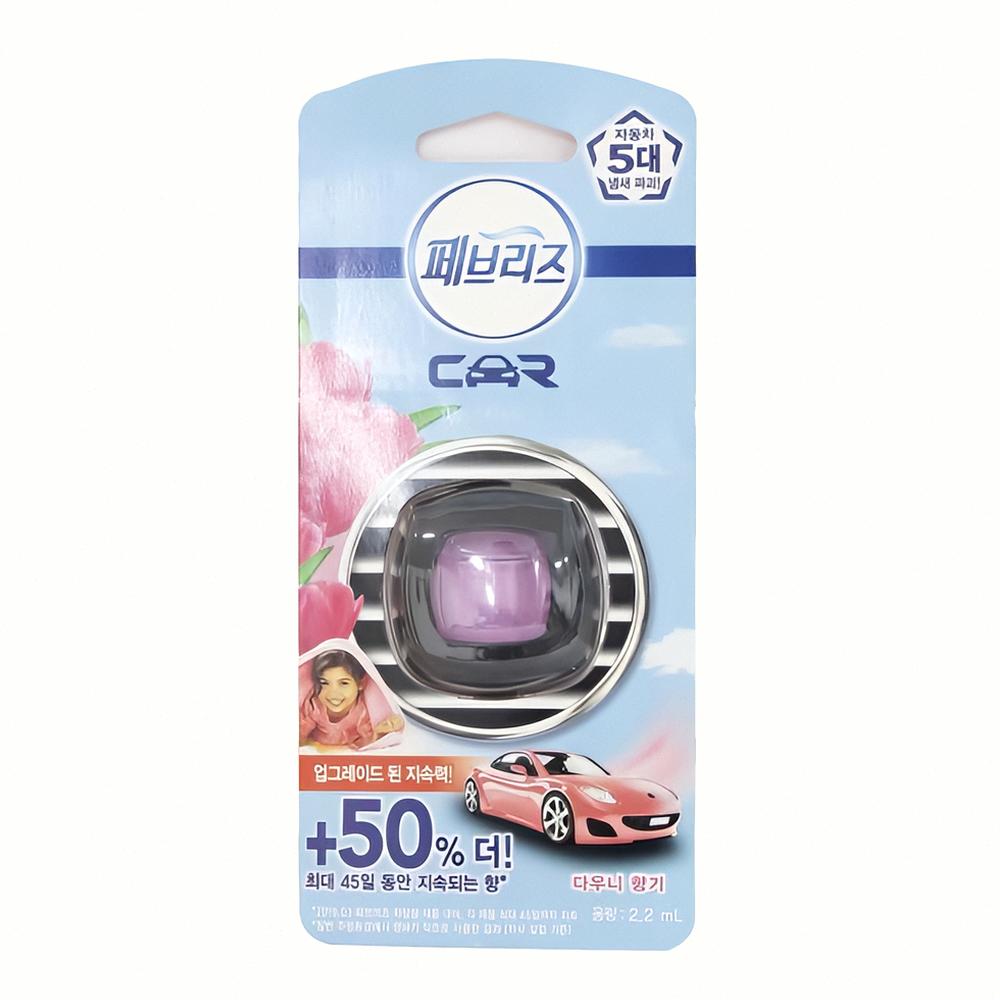 자동차
5대
냄새 파괴!
페브리즈
CAR
업그레이드 된 지속력!
+50% 더!
최대 45일 동안 지속되는 향*
다우니 향기
용량 : 2.2 mL